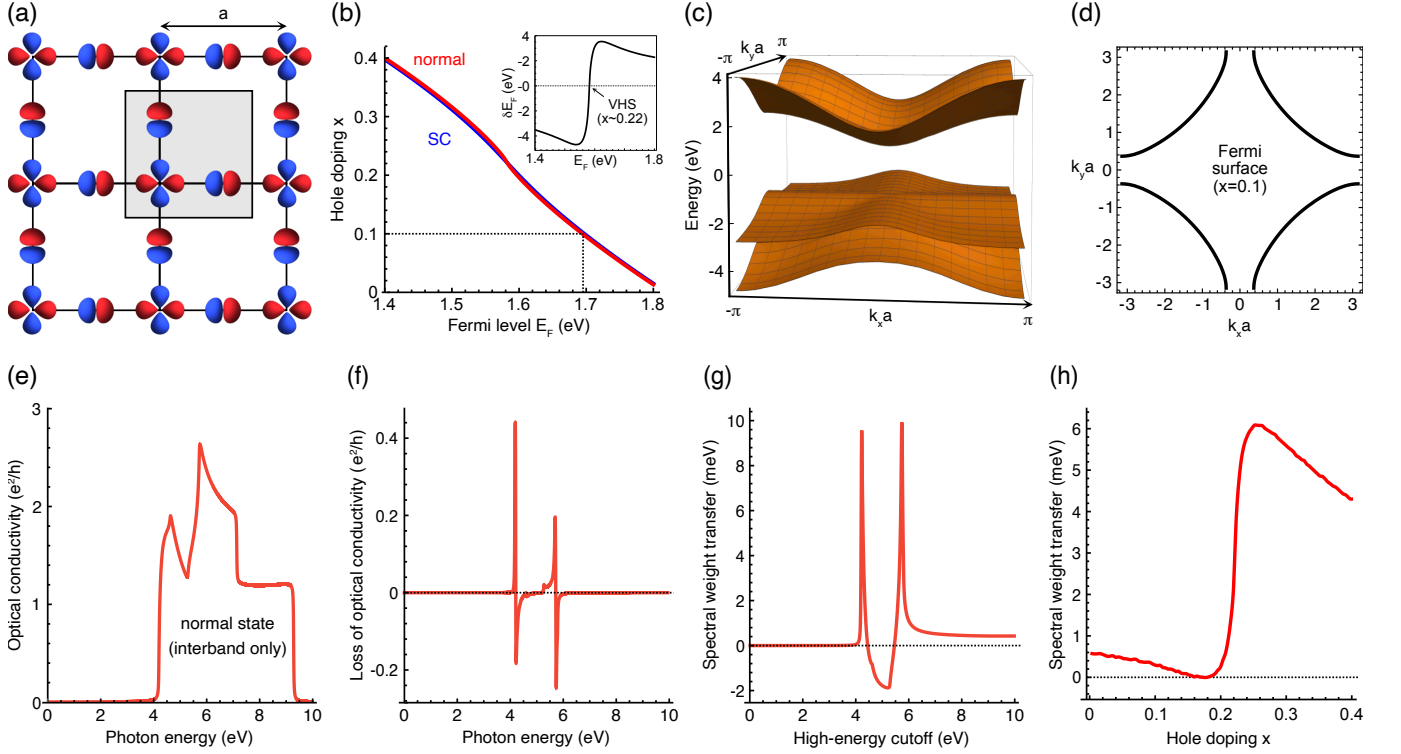 (a)
a
(b)
Hole doping x
0.4
0.3
0.2
0.1
0
1.4
1.5
1.6
1.7
1.8
Fermi level E_F (eV)
normal
SC
δE_F (eV)
4
2
0
-2
-4
1.4
1.8
E_F (eV)
VHS
(x~0.22)
(c)
-π
k_ya
π
Energy (eV)
4
2
0
-2
-4
-π
k_xa
π
(d)
k_ya
3
2
1
0
-1
-2
-3
-3
-2
-1
0
1
2
3
k_xa
Fermi
surface
(x=0.1)
(e)
Optical conductivity (e²/h)
3
2
1
0
0
2
4
6
8
10
Photon energy (eV)
normal state
(interband only)
(f)
Loss of optical conductivity (e²/h)
0.4
0.2
0
-0.2
0
2
4
6
8
10
Photon energy (eV)
(g)
Spectral weight transfer (meV)
10
8
6
4
2
0
-2
0
2
4
6
8
10
High-energy cutoff (eV)
(h)
Spectral weight transfer (meV)
6
5
4
3
2
1
0
0
0.1
0.2
0.3
0.4
Hole doping x